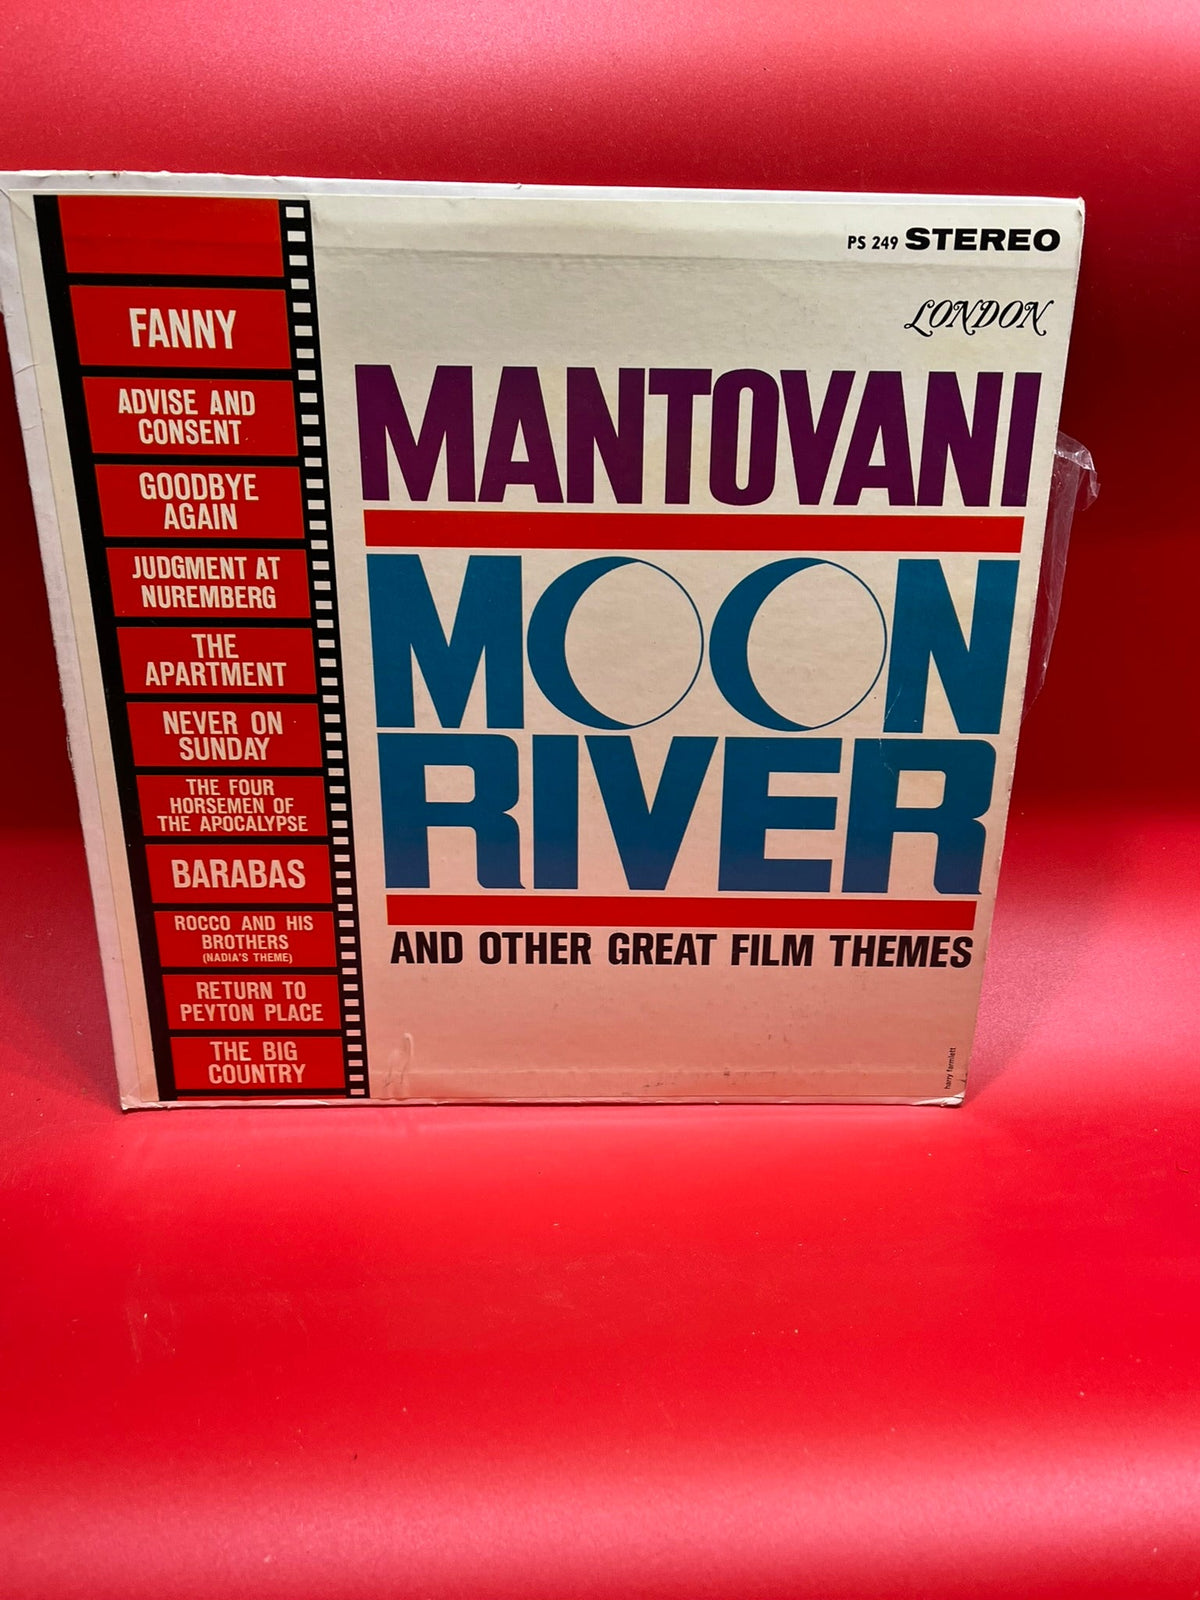 PS 249 STEREO
LONDON
MANTOVANI
MOON
RIVER
AND OTHER GREAT FILM THEMES
FANNY
ADVISE AND
CONSENT
GOODBYE
AGAIN
JUDGMENT AT
NUREMBERG
THE
APARTMENT
NEVER ON
SUNDAY
THE FOUR
HORSEMEN OF
THE APOCALYPSE
BARABAS
ROCCO AND HIS
BROTHERS
(NADIA'S THEME)
RETURN TO
PEYTON PLACE
THE BIG
COUNTRY
harry farmlett